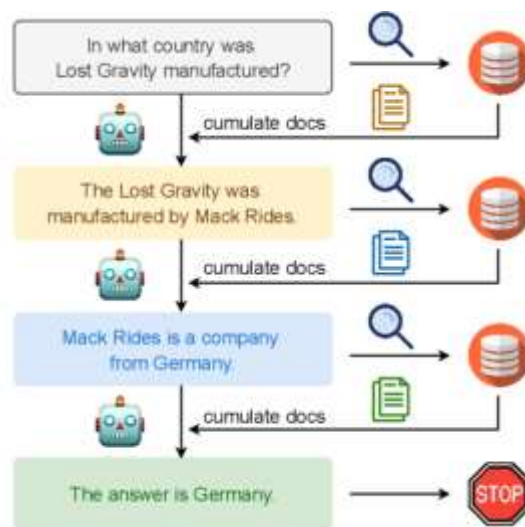 In what country was
Lost Gravity manufactured?
cumulate docs
The Lost Gravity was
manufactured by Mack Rides.
cumulate docs
Mack Rides is a company
from Germany.
cumulate docs
The answer is Germany.
STOP